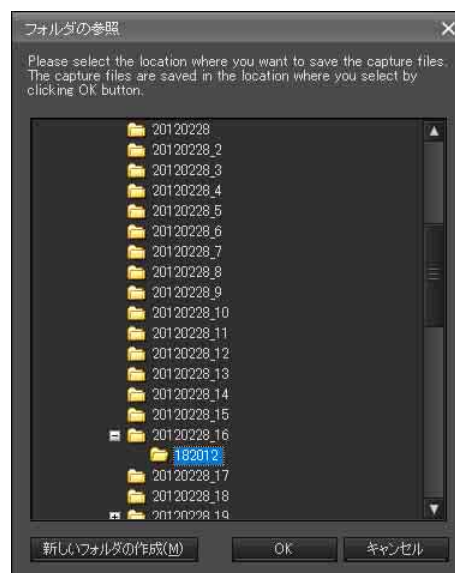 フォルダの参照
Please select the location where you want to save the capture files.
The capture files are saved in the location where you select by
clicking OK button.
20120228
20120228_2
20120228_3
20120228_4
20120228_5
20120228_6
20120228_7
20120228_8
20120228_9
20120228_10
20120228_11
20120228_12
20120228_13
20120228_14
20120228_15
20120228_16
182012
20120228_17
20120228_18
20120228_19
新しいフォルダの作成(M)
OK
キャンセル